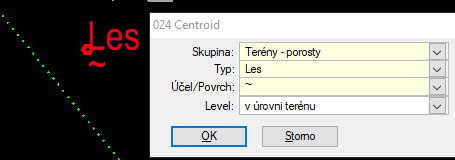 Les
~
024 Centroid
Skupina: Terény - porosty
Typ: Les
Účel/Povrch: ~
Level: v úrovni terénu
OK Storno